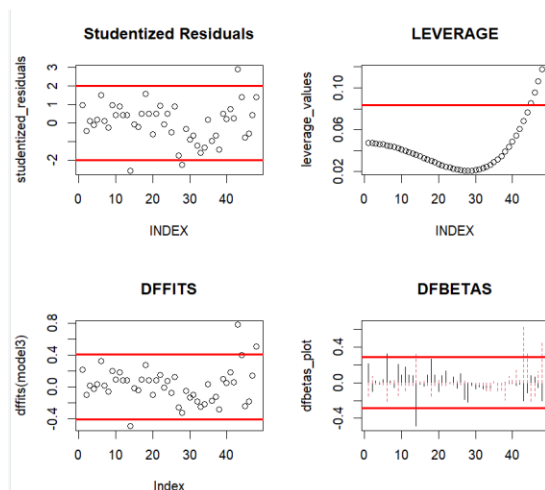 Studentized Residuals
studentized_residuals
3
2
1
0
-2
0 10 20 30 40
INDEX
LEVERAGE
leverage_values
0.10
0.06
0.02
0 10 20 30 40
INDEX
DFFITS
dffits(model3)
0.8
0.4
0.0
-0.4
0 10 20 30 40
Index
DFBETAS
dfbetas_plot
0.4
0.0
-0.4
0 10 20 30 40